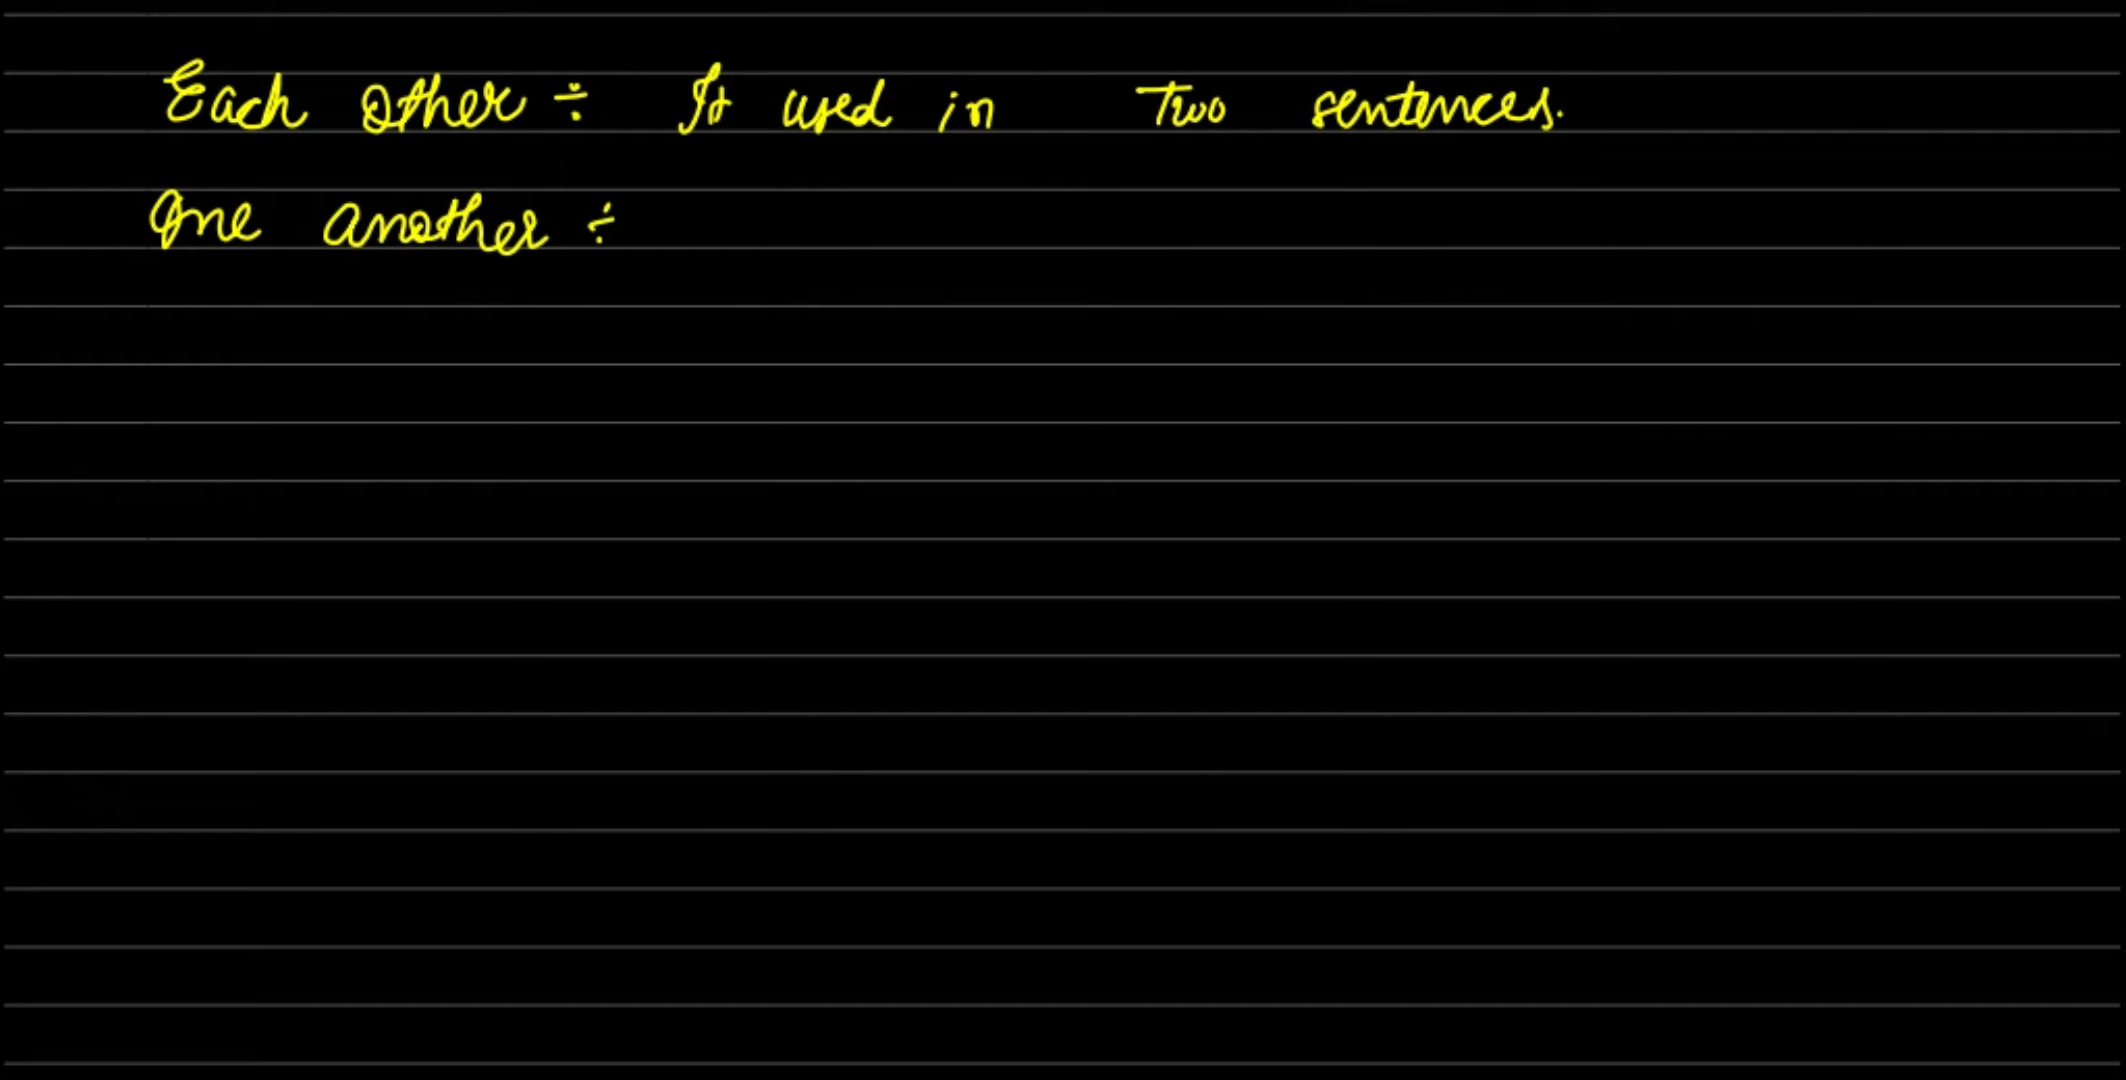 Each other ÷ It used in Two sentences.
One another ÷